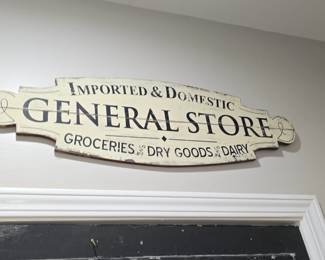 IMPORTED & DOMESTIC
GENERAL STORE
GROCERIES DRY GOODS DAIRY